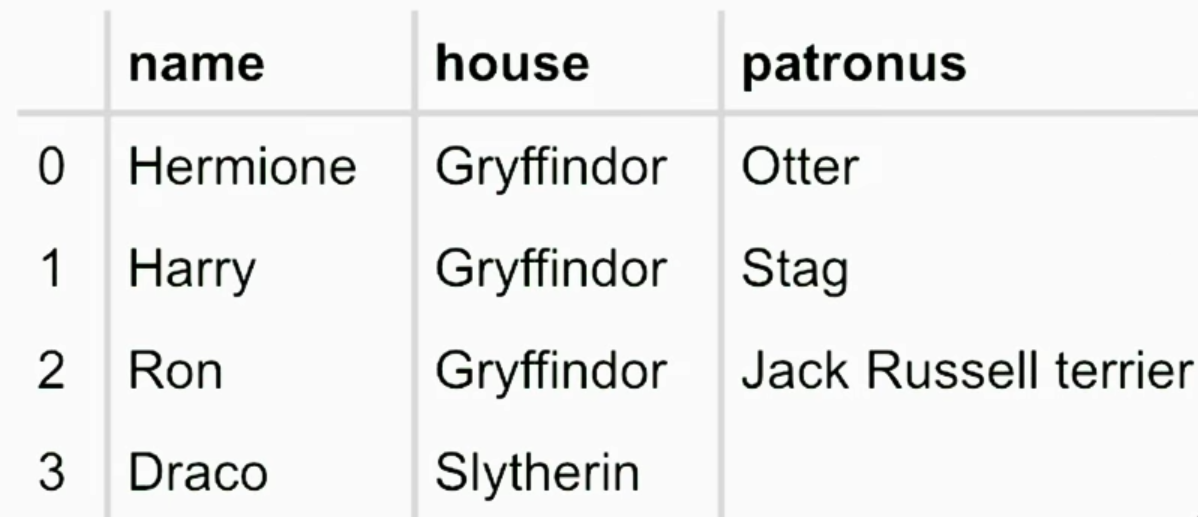 name house patronus
0 Hermione Gryffindor Otter
1 Harry Gryffindor Stag
2 Ron Gryffindor Jack Russell terrier
3 Draco Slytherin